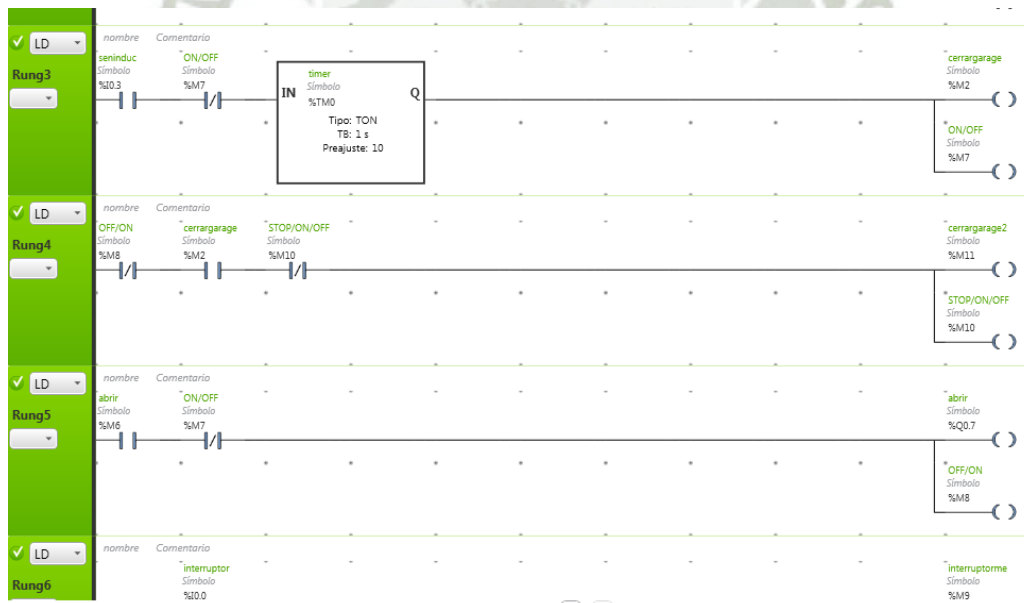 LD
nombre Comentario
Rung3
seninduc ON/OFF
Símbolo Símbolo
%I0.3 %M7
timer
Símbolo
IN %TM0 Q
Tipo: TON
TB: 1 s
Preajuste: 10
cerrargarage
Símbolo
%M2
ON/OFF
Símbolo
%M7
LD
nombre Comentario
Rung4
OFF/ON cerrargarage STOP/ON/OFF
Símbolo Símbolo Símbolo
%M8 %M2 %M10
cerrargarage2
Símbolo
%M11
STOP/ON/OFF
Símbolo
%M10
LD
nombre Comentario
Rung5
abrir ON/OFF
Símbolo Símbolo
%M6 %M7
abrir
Símbolo
%Q0.7
OFF/ON
Símbolo
%M8
LD
nombre Comentario
Rung6
interruptor
Símbolo
%I0.0
interruptorme
Símbolo
%M9